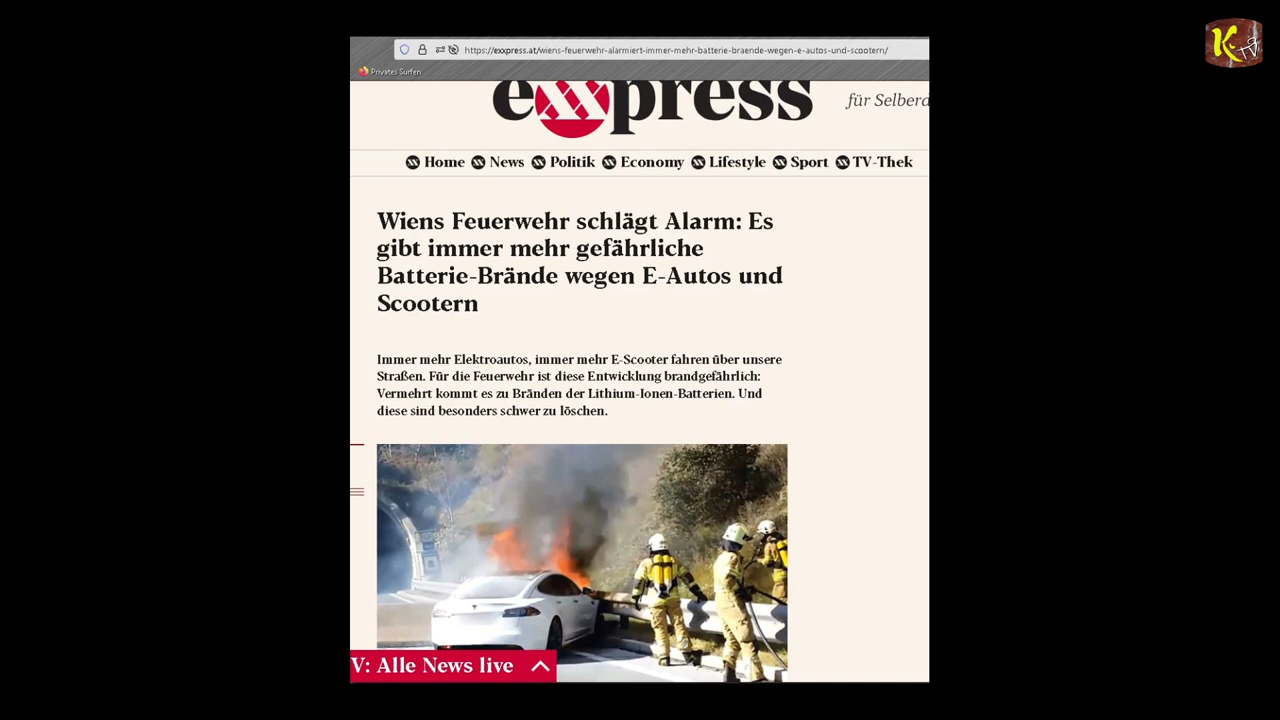 K TV
https://exxpress.at/wiens-feuerwehr-alarmiert-immer-mehr-batterie-braende-wegen-e-autos-und-scootern/
Privates Surfen
exxpress
für Selberd
Home News Politik Economy Lifestyle Sport TV-Thek
Wiens Feuerwehr schlägt Alarm: Es
gibt immer mehr gefährliche
Batterie-Brände wegen E-Autos und
Scootern
Immer mehr Elektroautos, immer mehr E-Scooter fahren über unsere
Straßen. Für die Feuerwehr ist diese Entwicklung brandgefährlich:
Vermehrt kommt es zu Bränden der Lithium-Ionen-Batterien. Und
diese sind besonders schwer zu löschen.
V: Alle News live